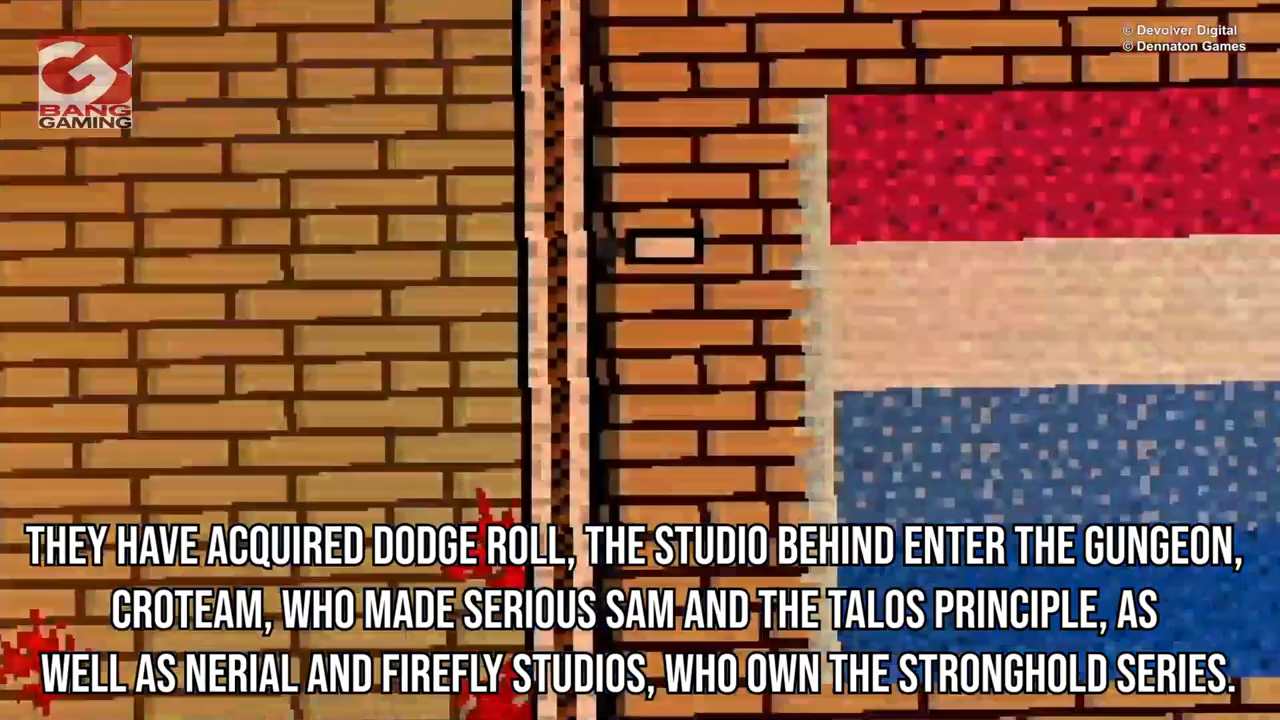 © Devolver Digital
© Dennaton Games
BANG
GAMING
THEY HAVE ACQUIRED DODGE ROLL, THE STUDIO BEHIND ENTER THE GUNGEON,
CROTEAM, WHO MADE SERIOUS SAM AND THE TALOS PRINCIPLE, AS
WELL AS NERIAL AND FIREFLY STUDIOS, WHO OWN THE STRONGHOLD SERIES.